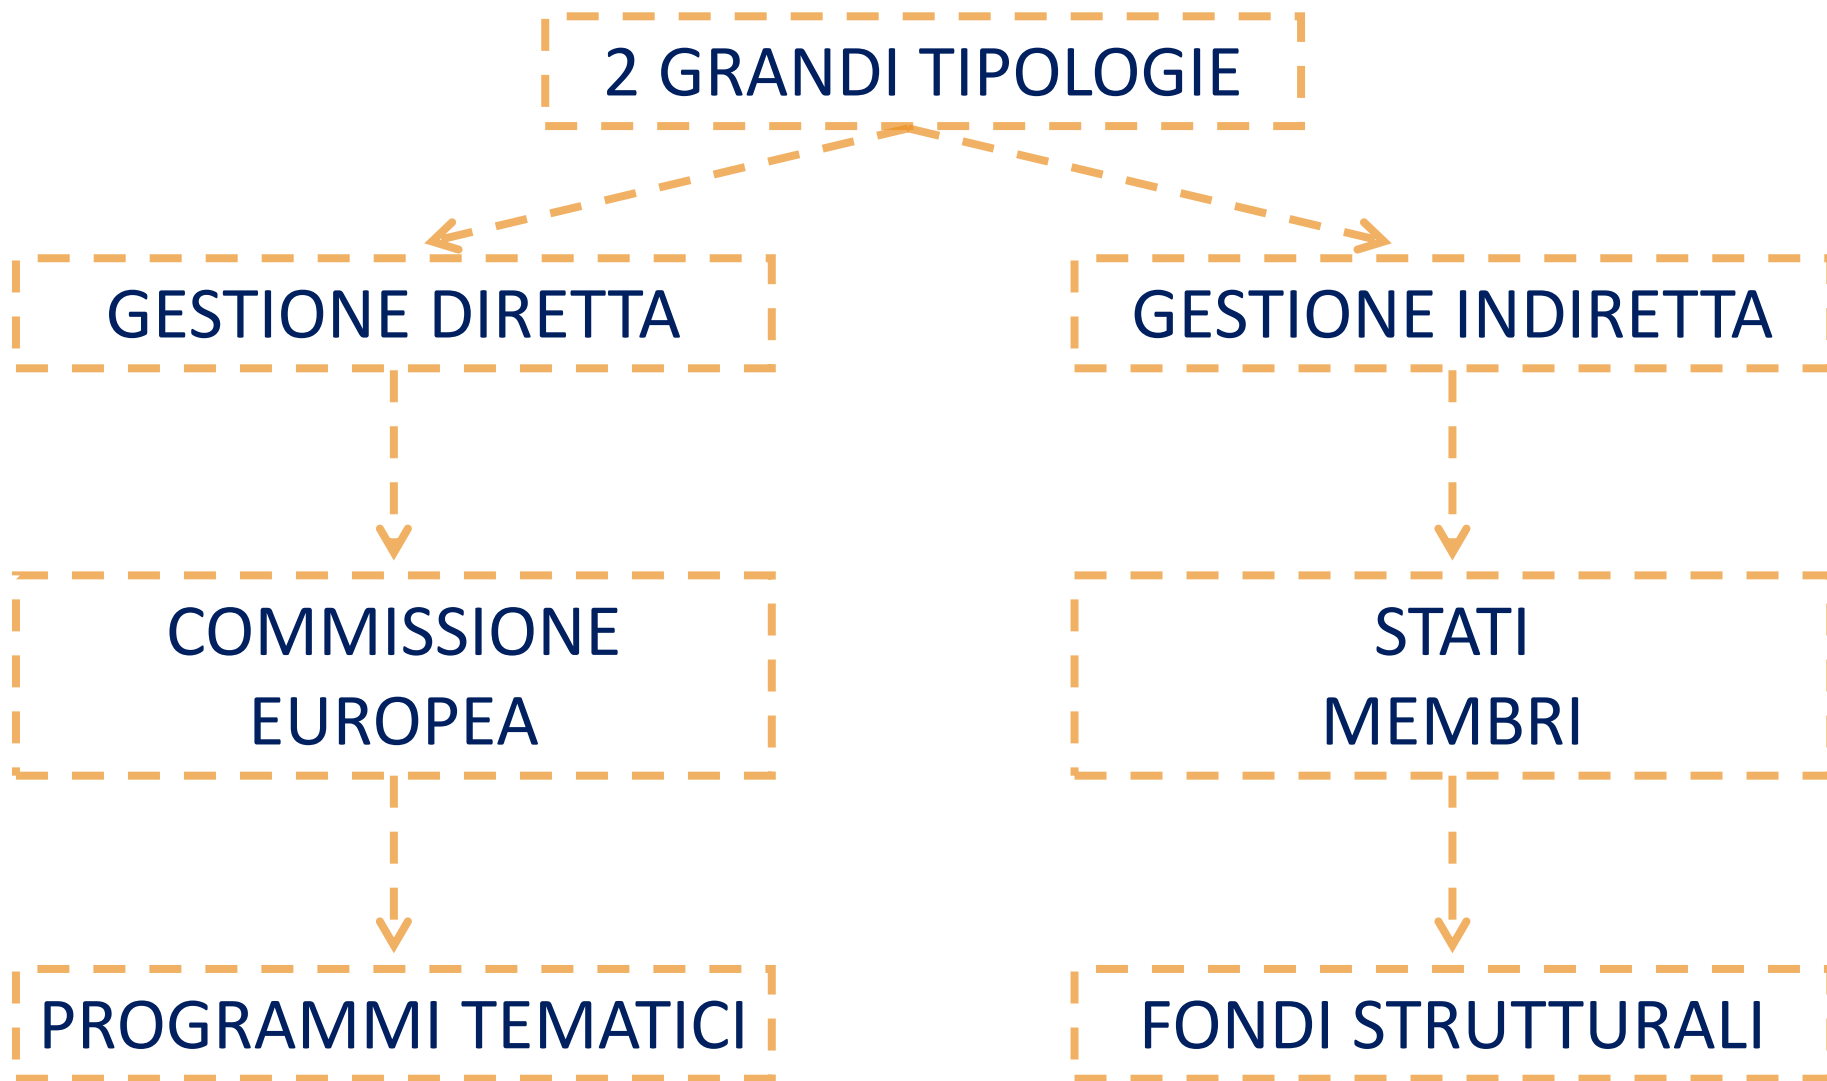 2 GRANDI TIPOLOGIE
GESTIONE DIRETTA
GESTIONE INDIRETTA
COMMISSIONE
EUROPEA
STATI
MEMBRI
PROGRAMMI TEMATICI
FONDI STRUTTURALI